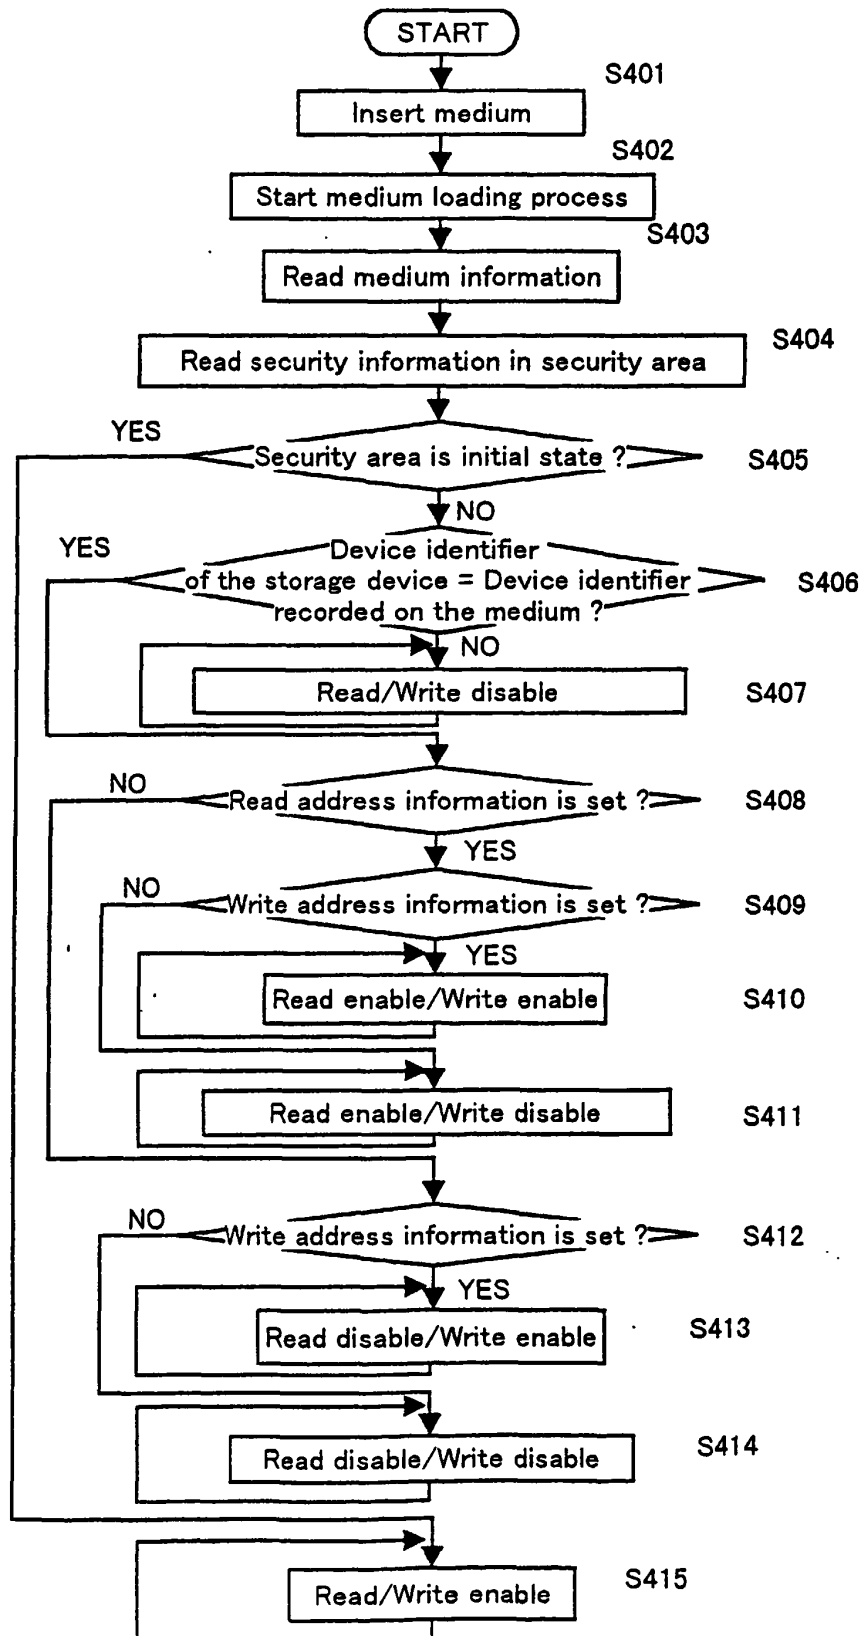 START
S401
Insert medium
S402
Start medium loading process
S403
Read medium information
S404
Read security information in security area
YES
Security area is initial state ?
S405
NO
YES
Device identifier
of the storage device = Device identifier
recorded on the medium ?
S406
NO
Read/Write disable
S407
NO
Read address information is set ?
S408
YES
NO
Write address information is set ?
S409
YES
Read enable/Write enable
S410
Read enable/Write disable
S411
NO
Write address information is set ?
S412
YES
Read disable/Write enable
S413
Read disable/Write disable
S414
Read/Write enable
S415